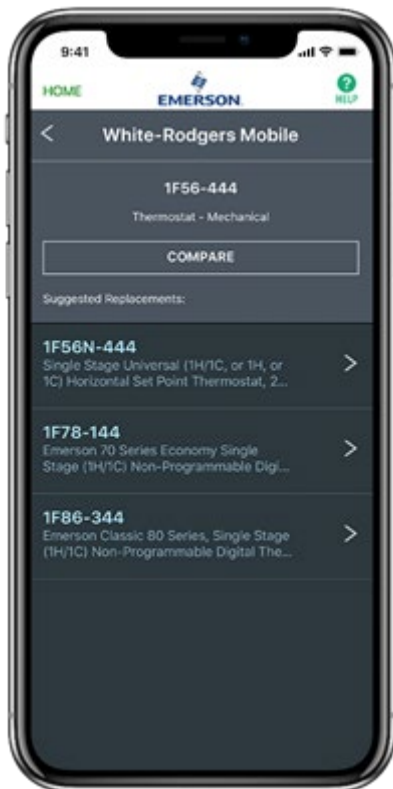 9:41
HOME
EMERSON
HELP
White-Rodgers Mobile
1F56-444
Thermostat - Mechanical
COMPARE
Suggested Replacements:
1F56N-444
Single Stage Universal (1H/1C, or 1H, or
1C) Horizontal Set Point Thermostat, 2...
1F78-144
Emerson 70 Series Economy Single
Stage (1H/1C) Non-Programmable Digi...
1F86-344
Emerson Classic 80 Series, Single Stage
(1H/1C) Non-Programmable Digital The...